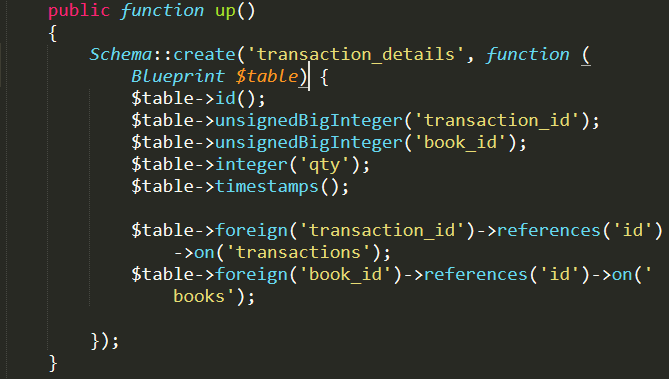 public function up()
{
Schema::create('transaction_details', function (
Blueprint $table) {
$table->id();
$table->unsignedBigInteger('transaction_id');
$table->unsignedBigInteger('book_id');
$table->integer('qty');
$table->timestamps();
$table->foreign('transaction_id')->references('id')
->on('transactions');
$table->foreign('book_id')->references('id')->on('
books');
});
}